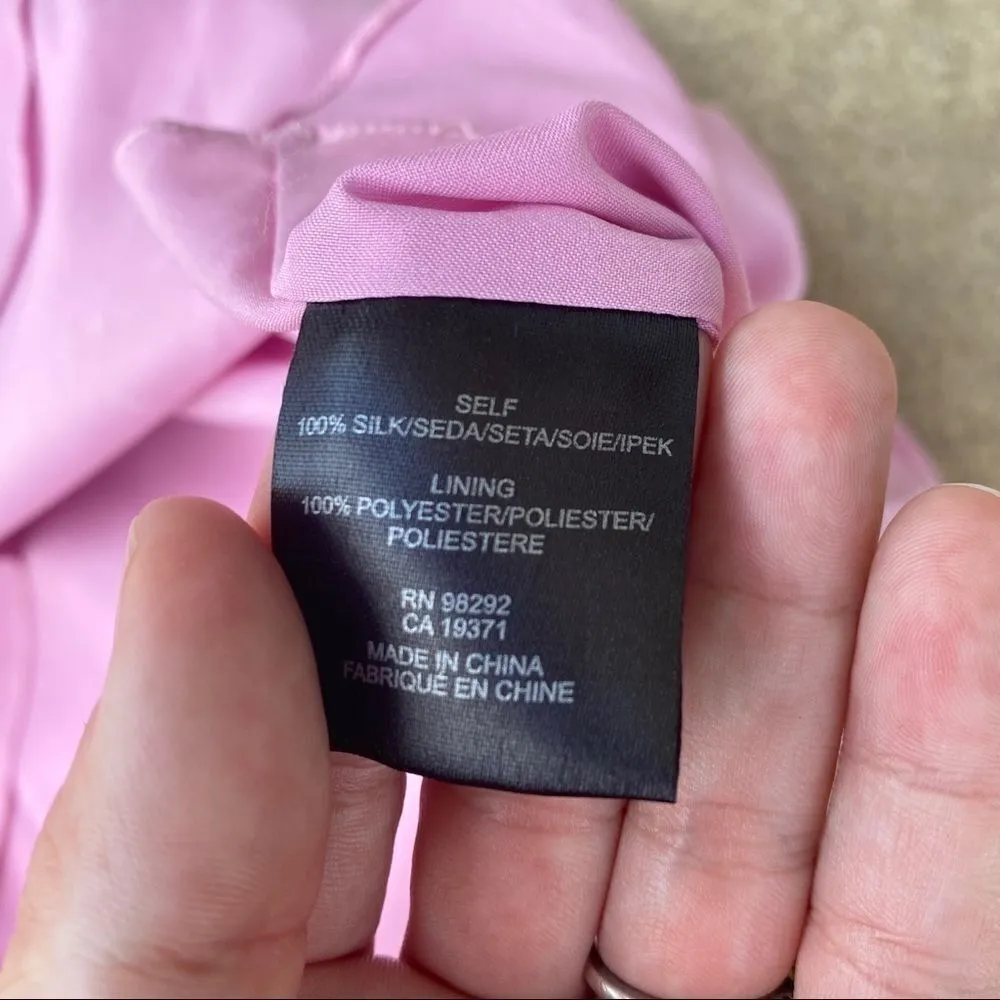 SELF
100% SILK/SEDA/SETA/SOIE/IPEK
LINING
100% POLYESTER/POLIESTER/
POLIESTERE
RN 98292
CA 19371
MADE IN CHINA
FABRIQUÉ EN CHINE